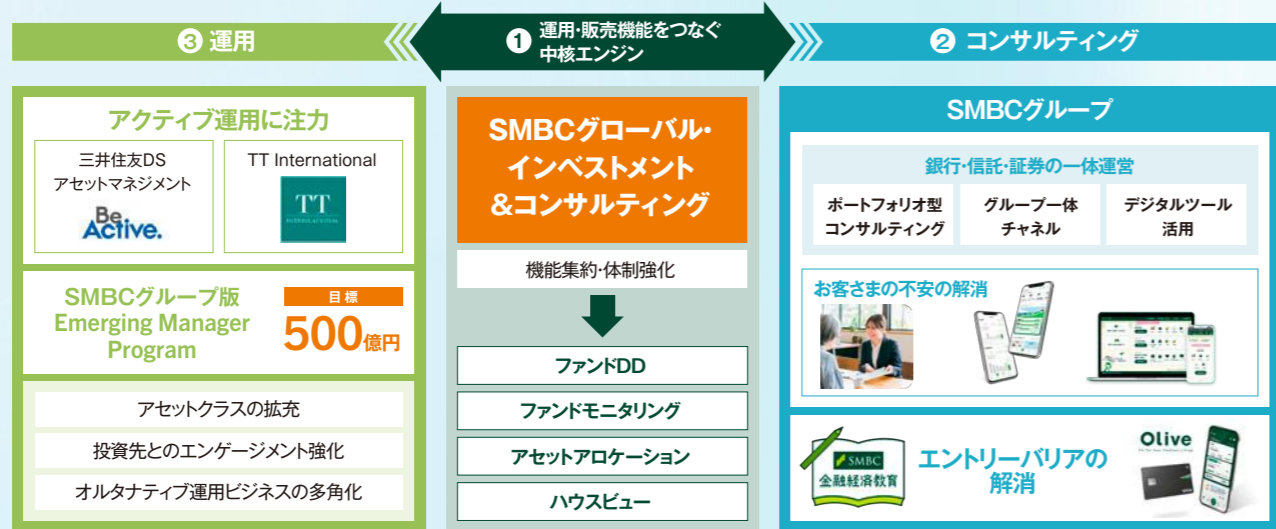 ❸ 運用
❶ 運用・販売機能をつなぐ
中核エンジン
❷ コンサルティング
アクティブ運用に注力
三井住友DS
アセットマネジメント
Be
Active.
TT International
TT
SMBCグループ版
Emerging Manager
Program
目標
500億円
アセットクラスの拡充
投資先とのエンゲージメント強化
オルタナティブ運用ビジネスの多角化
SMBCグローバル・
インベストメント
&コンサルティング
機能集約・体制強化
ファンドDD
ファンドモニタリング
アセットアロケーション
ハウスビュー
SMBCグループ
銀行・信託・証券の一体運営
ポートフォリオ型
コンサルティング
グループ一体
チャネル
デジタルツール
活用
お客さまの不安の解消
SMBC
金融経済教育
エントリーバリアの
解消
Olive